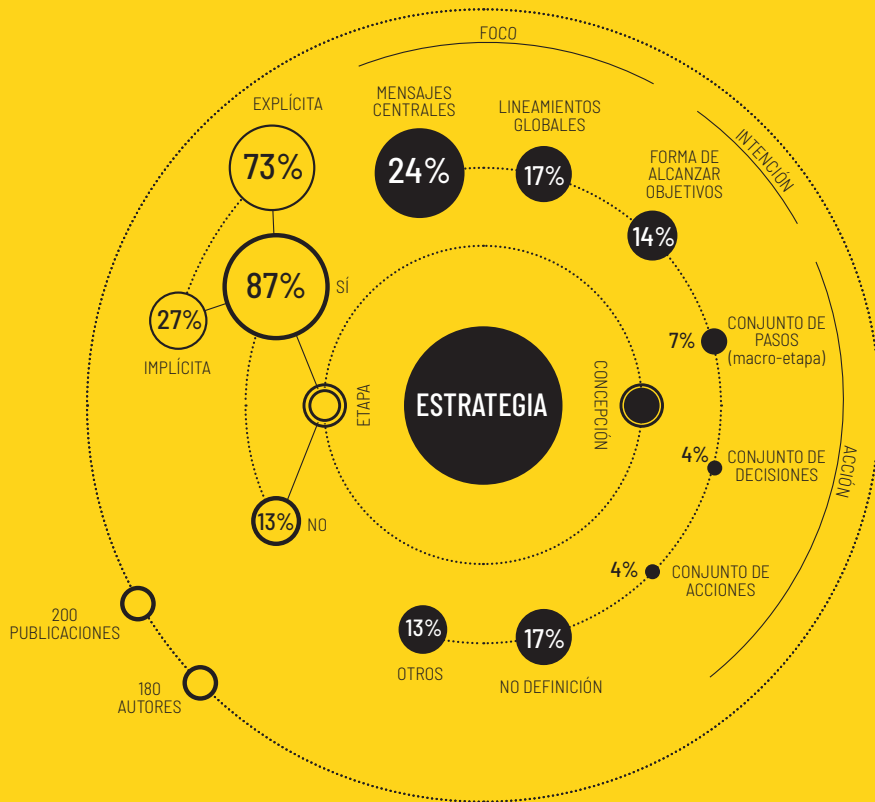 FOCO
MENSAJES
CENTRALES
LINEAMIENTOS
GLOBALES
EXPLÍCITA
INTENCIÓN
FORMA DE
ALCANZAR
OBJETIVOS
73%
24%
17%
14%
87%
SÍ
27%
IMPLÍCITA
7%
CONJUNTO DE
PASOS
(macro-etapa)
ETAPA
ESTRATEGIA
CONCEPCIÓN
4%
CONJUNTO DE
DECISIONES
ACCIÓN
13%
NO
4%
CONJUNTO DE
ACCIONES
200
PUBLICACIONES
13%
OTROS
17%
NO DEFINICIÓN
180
AUTORES